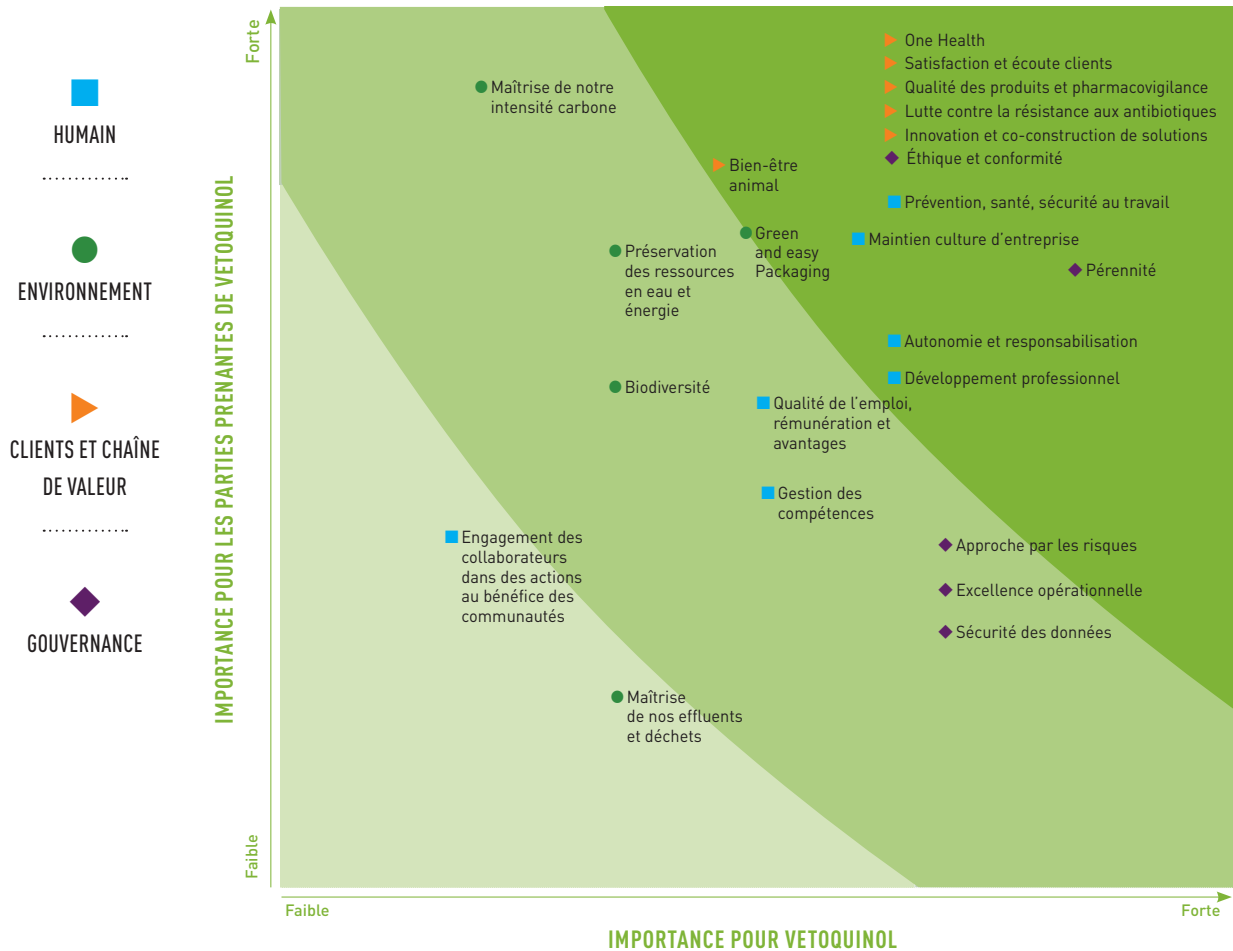 HUMAIN
ENVIRONNEMENT
CLIENTS ET CHAÎNE
DE VALEUR
GOUVERNANCE
IMPORTANCE POUR LES PARTIES PRENANTES DE VETOQUINOL
Forte
Faible
One Health
Satisfaction et écoute clients
Qualité des produits et pharmacovigilance
Lutte contre la résistance aux antibiotiques
Innovation et co-construction de solutions
Éthique et conformité
Maîtrise de notre
intensité carbone
Bien-être
animal
Prévention, santé, sécurité au travail
Maintien culture d'entreprise
Green
and easy
Packaging
Préservation
des ressources
en eau et
énergie
Pérennité
Autonomie et responsabilisation
Développement professionnel
Biodiversité
Qualité de l'emploi,
rémunération et
avantages
Gestion des
compétences
Engagement des
collaborateurs
dans des actions
au bénéfice des
communautés
Approche par les risques
Excellence opérationnelle
Sécurité des données
Maîtrise
de nos effluents
et déchets
Faible
Forte
IMPORTANCE POUR VETOQUINOL